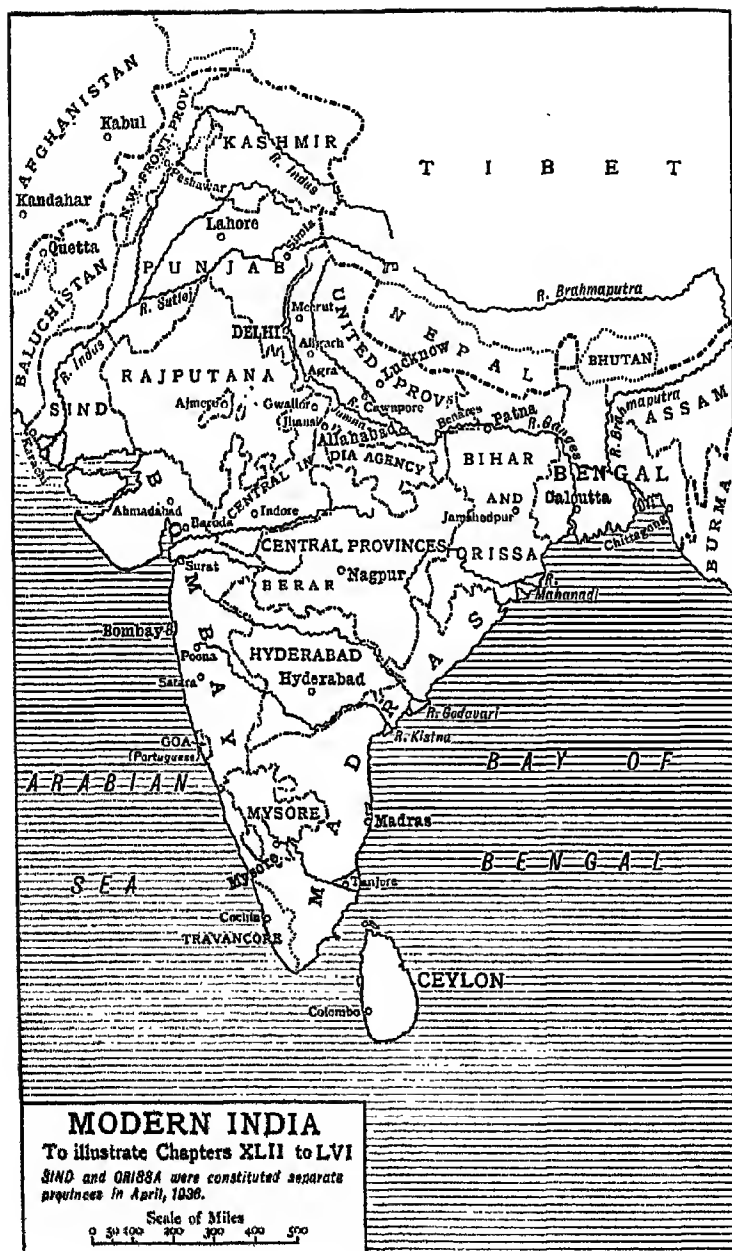 AFGHANISTAN
Kabul
Kandahar
Quetta
BALUCHISTAN
N.W. FRONT. PROV.
Peshawar
KASHMIR
R. Indus
TIBET
Lahore
Simla
PUNJAB
R. Sutlej
R. Indus
R. Brahmaputra
Meerut
DELHI
Aligarh
Agra
UNITED PROVS
NEPAL
BHUTAN
Lucknow
RAJPUTANA
SIND
Karachi
Ajmere
Gwalior
Jhansi
R. Jumna
Cawnpore
Allahabad
Benares
Patna
R. Ganges
R. Brahmaputra
ASSAM
BIHAR
AND
ORISSA
Jamshedpur
BENGAL
Calcutta
Chittagong
BURMA
CENTRAL INDIA AGENCY
Ahmadabad
Baroda
Indore
Surat
CENTRAL PROVINCES
BERAR
Nagpur
R. Mahanadi
BOMBAY
Bombay
Poona
Satara
HYDERABAD
Hyderabad
R. Godavari
R. Kistna
GOA
(Portuguese)
ARABIAN
SEA
BAY OF
BENGAL
MYSORE
Mysore
MADRAS
Madras
Tanjore
Cochin
TRAVANCORE
CEYLON
Colombo
MODERN INDIA
To illustrate Chapters XLII to LVI
SIND and ORISSA were constituted separate
provinces in April, 1936.
Scale of Miles
0 50 100 200 300 400 500